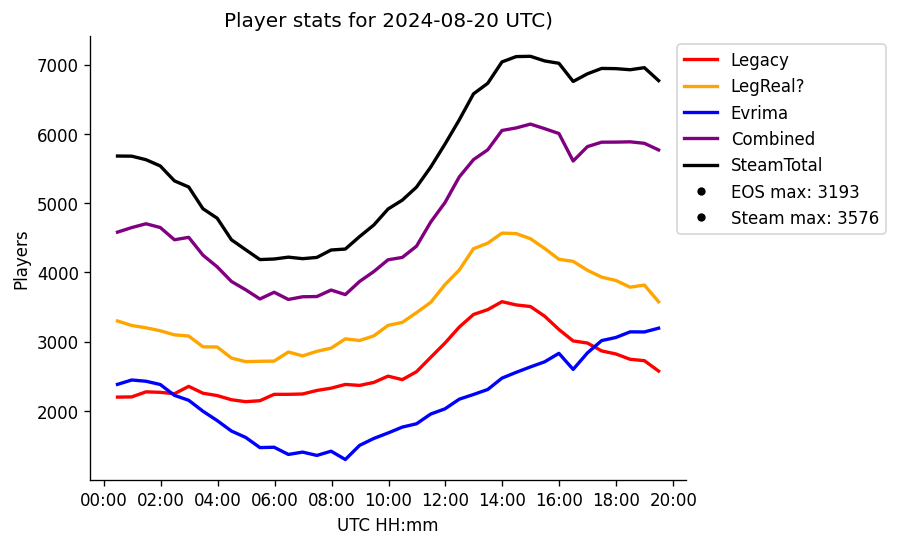 Player stats for 2024-08-20 UTC)
7000
6000
5000
4000
3000
2000
Players
00:00 02:00 04:00 06:00 08:00 10:00 12:00 14:00 16:00 18:00 20:00
UTC HH:mm
Legacy
LegReal?
Evrima
Combined
SteamTotal
EOS max: 3193
Steam max: 3576